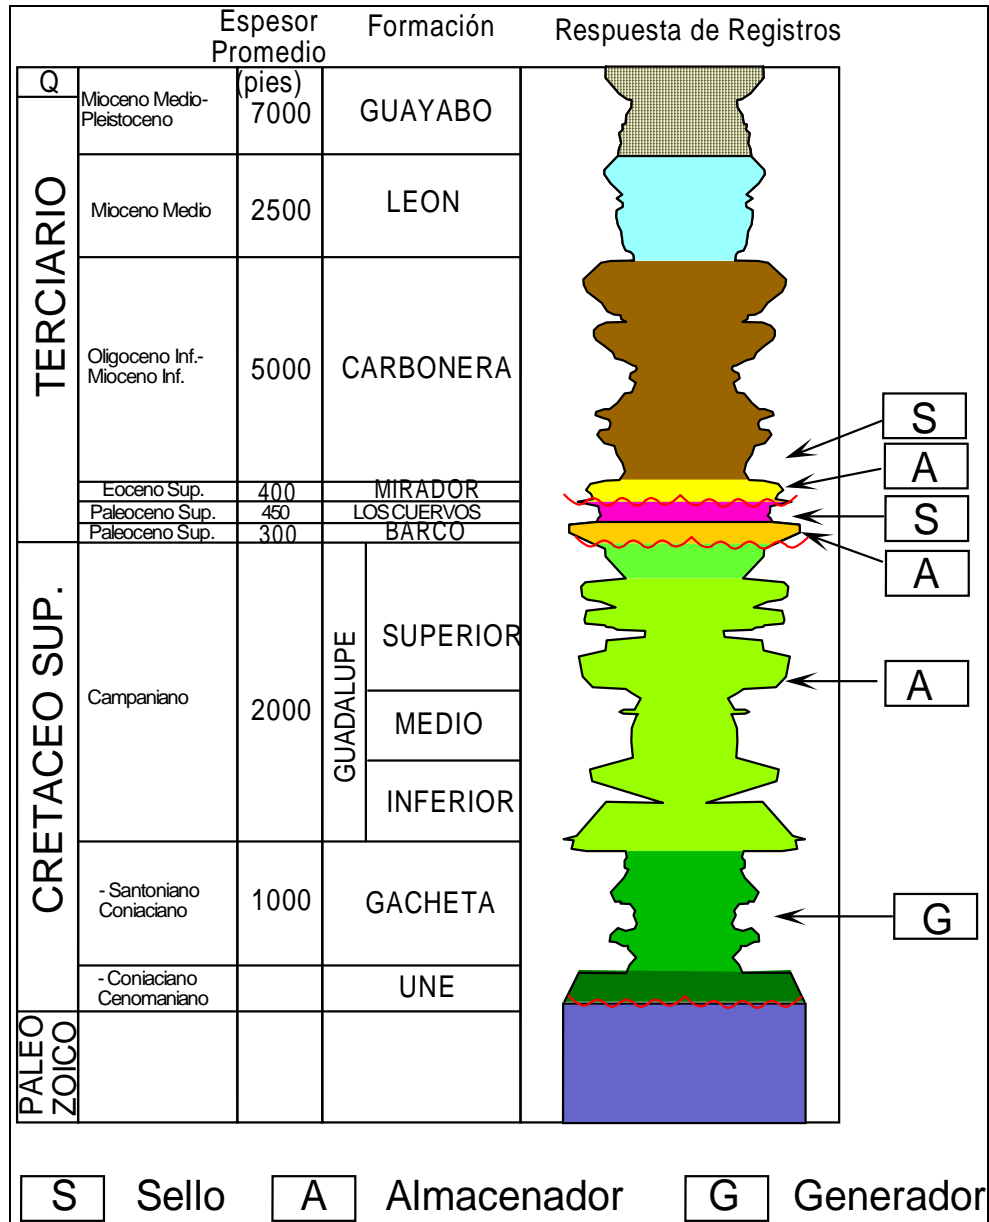 Espesor
Promedio
(pies)
Formación
Respuesta de Registros
Q
TERCIARIO
Mioceno Medio-
Pleistoceno
7000
GUAYABO
Mioceno Medio
2500
LEON
Oligoceno Inf.-
Mioceno Inf.
5000
CARBONERA
Eoceno Sup.
400
MIRADOR
Paleoceno Sup.
450
LOS CUERVOS
Paleoceno Sup.
300
BARCO
CRETACEO SUP.
Campaniano
2000
GUADALUPE
SUPERIOR
MEDIO
INFERIOR
- Santoniano
Coniaciano
1000
GACHETA
- Coniaciano
Cenomaniano
UNE
PALEO
ZOICO
S
A
S
A
A
G
S Sello A Almacenador G Generador